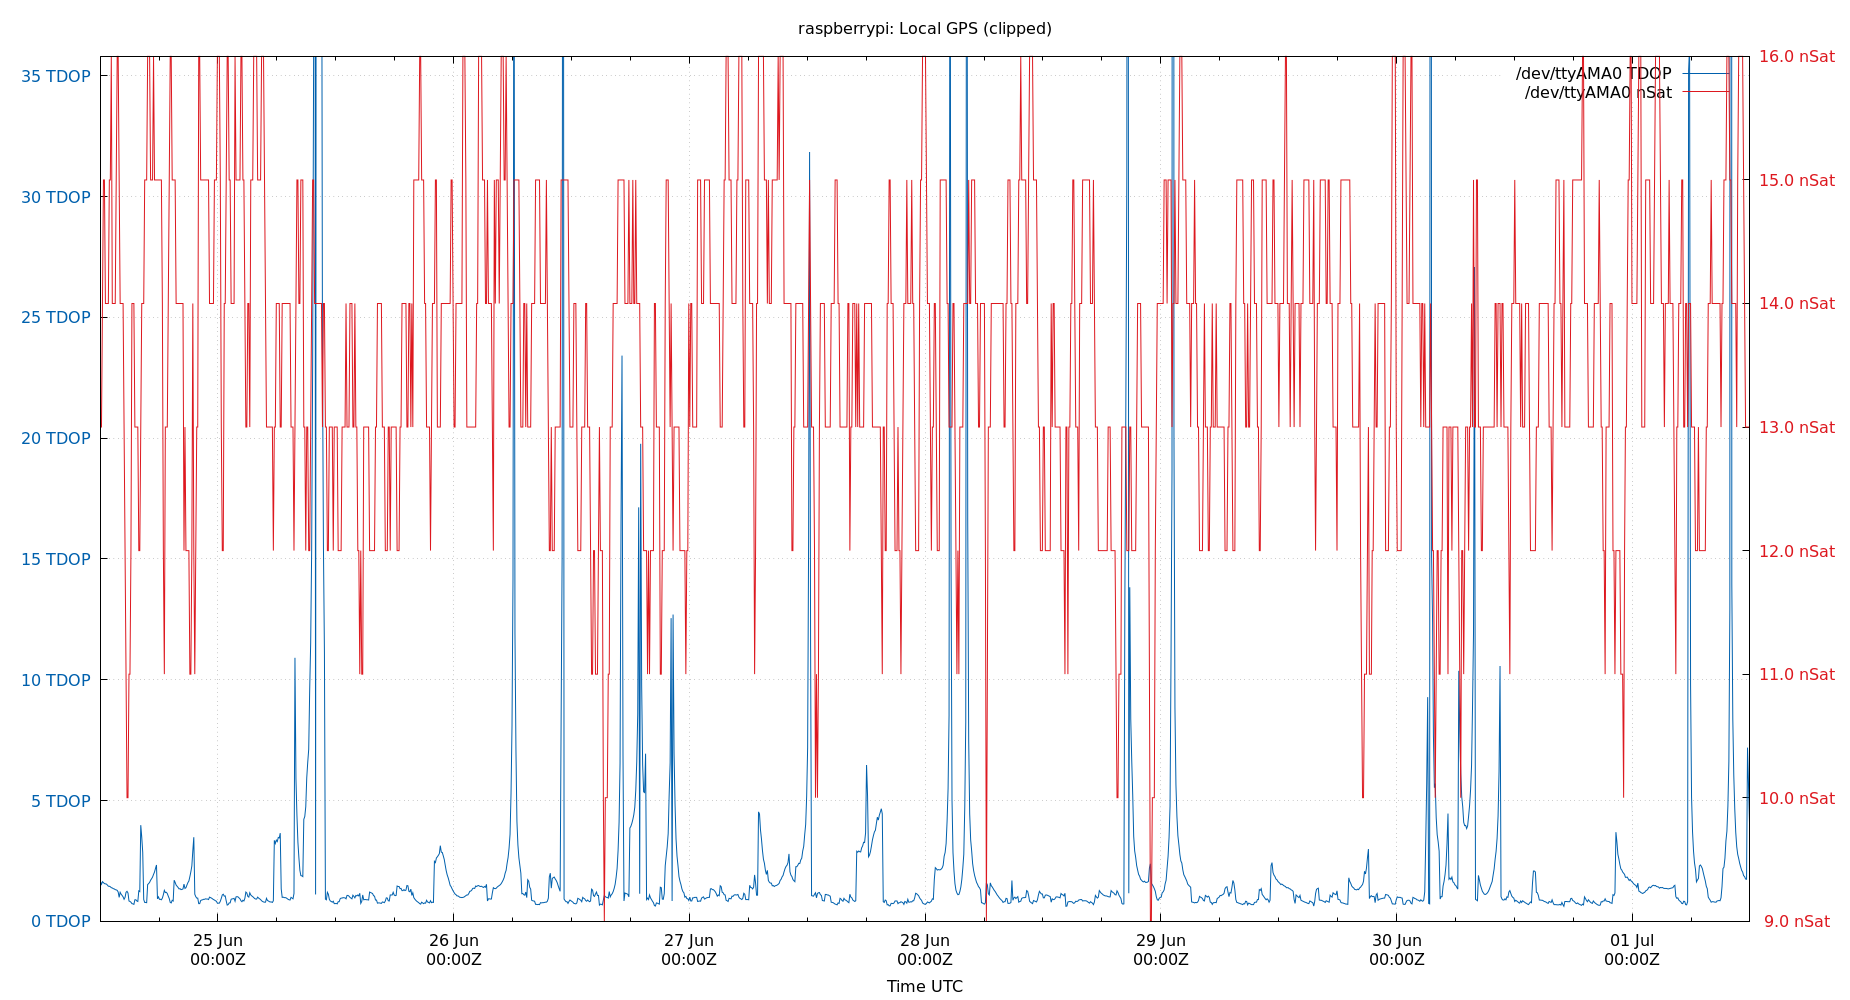 raspberrypi: Local GPS (clipped)
35 TDOP
30 TDOP
25 TDOP
20 TDOP
15 TDOP
10 TDOP
5 TDOP
0 TDOP
16.0 nSat
15.0 nSat
14.0 nSat
13.0 nSat
12.0 nSat
11.0 nSat
10.0 nSat
9.0 nSat
/dev/ttyAMA0 TDOP
/dev/ttyAMA0 nSat
25 Jun
00:00Z
26 Jun
00:00Z
27 Jun
00:00Z
28 Jun
00:00Z
29 Jun
00:00Z
30 Jun
00:00Z
01 Jul
00:00Z
Time UTC